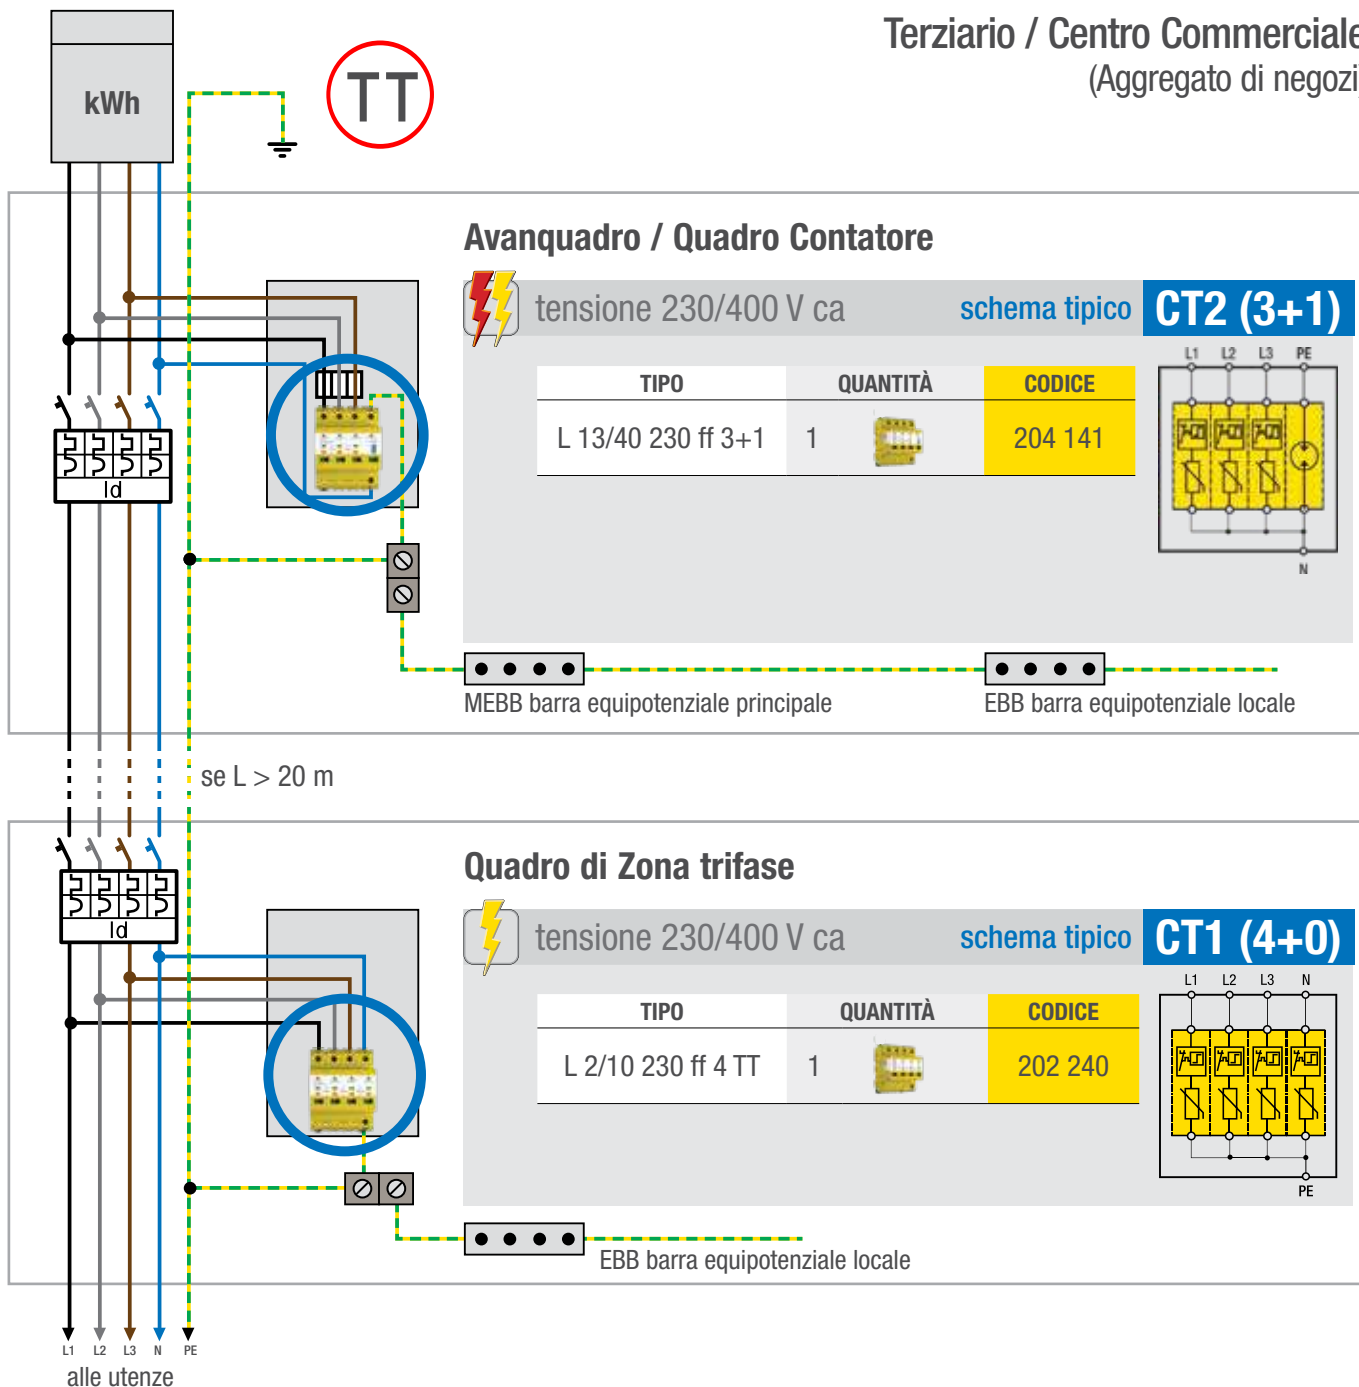 Terziario / Centro Commerciale
(Aggregato di negozi)
kWh
TT
Avanquadro / Quadro Contatore
tensione 230/400 V ca
schema tipico
CT2 (3+1)
TIPO QUANTITÀ CODICE
L 13/40 230 ff 3+1 1 204 141
L1 L2 L3 PE
N
Id
MEBB barra equipotenziale principale
EBB barra equipotenziale locale
se L > 20 m
Quadro di Zona trifase
tensione 230/400 V ca
schema tipico
CT1 (4+0)
TIPO QUANTITÀ CODICE
L 2/10 230 ff 4 TT 1 202 240
L1 L2 L3 N
PE
Id
EBB barra equipotenziale locale
L1 L2 L3 N PE
alle utenze